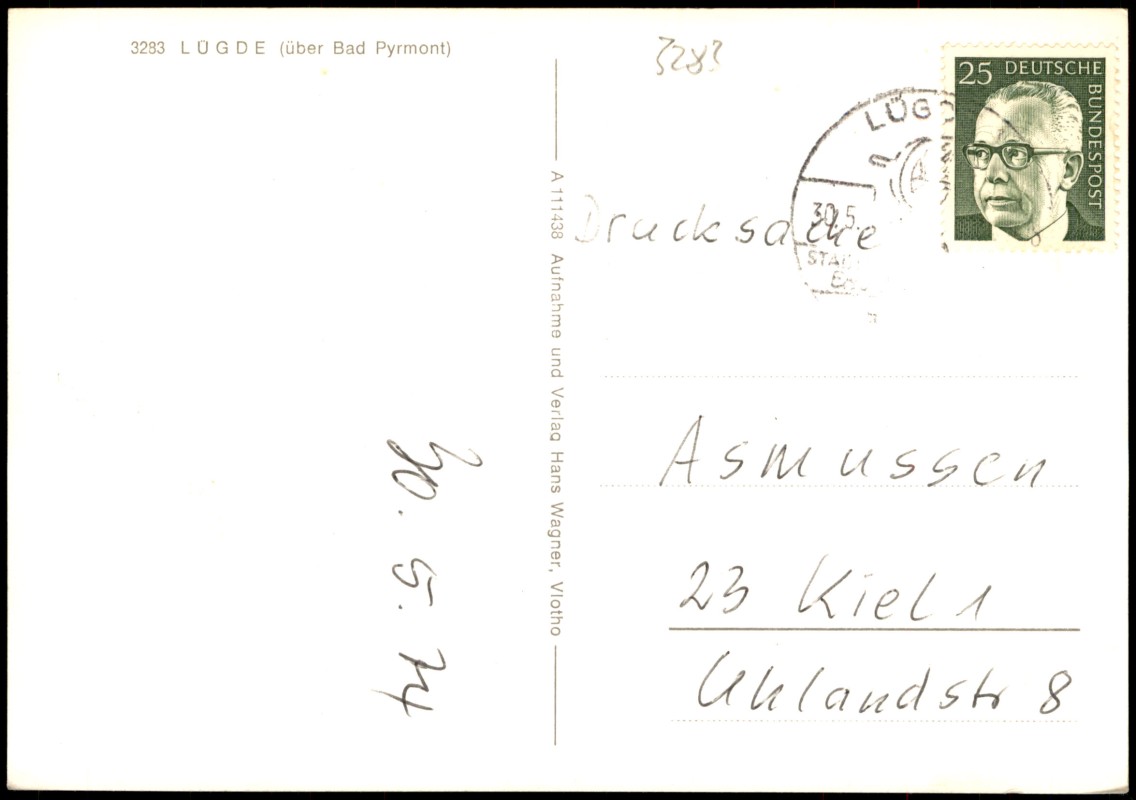 3283 LÜGDE (über Bad Pyrmont)
3283
25 DEUTSCHE BUNDESPOST
LÜG
30.5.
STA
Drucksache
A 111438 Aufnahme und Verlag Hans Wagner, Vlotho
Asmussen
23 Kiel 1
Uhlandstr 8
30. 5. 74